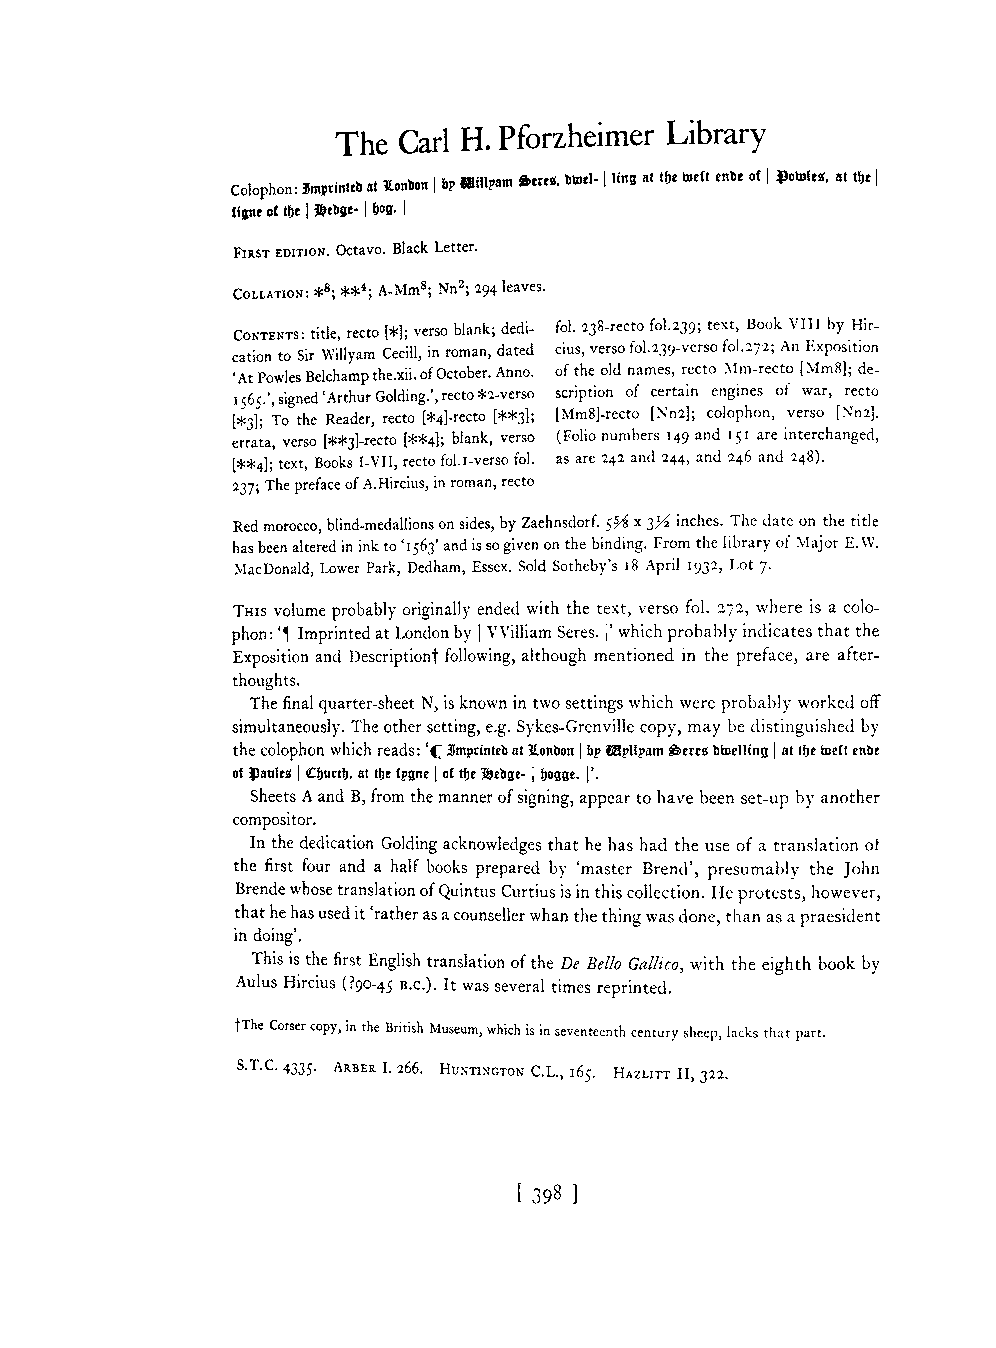 The Carl H. Pforzheimer Library
Colophon: Imprinted at London | by Willyam Seres, dwel- | ling at the west ende of | Powles, at the |
signe of the | Hedge- | hog. |
FIRST EDITION. Octavo. Black Letter.
COLLATION: *⁸; **⁴; A-Mm⁸; Nn²; 294 leaves.
CONTENTS: title, recto [*]; verso blank; dedi-
cation to Sir Willyam Cecill, in roman, dated
'At Powles Belchamp the.xii. of October. Anno.
1565.', signed 'Arthur Golding.', recto *2-verso
[*3]; To the Reader, recto [*4]-recto [**3];
errata, verso [**3]-recto [**4]; blank, verso
[**4]; text, Books I-VII, recto fol.1-verso fol.
237; The preface of A.Hircius, in roman, recto
fol. 238-recto fol.239; text, Book VIII by Hir-
cius, verso fol.239-verso fol.272; An Exposition
of the old names, recto Mm-recto [Mm8]; de-
scription of certain engines of war, recto
[Mm8]-recto [Nn2]; colophon, verso [Nn2].
(Folio numbers 149 and 151 are interchanged,
as are 242 and 244, and 246 and 248).
Red morocco, blind-medallions on sides, by Zaehnsdorf. 5⅝ x 3½ inches. The date on the title
has been altered in ink to '1563' and is so given on the binding. From the library of Major E.W.
MacDonald, Lower Park, Dedham, Essex. Sold Sotheby's 18 April 1932, Lot 7.
THIS volume probably originally ended with the text, verso fol. 272, where is a colo-
phon: '¶ Imprinted at London by | VVilliam Seres. |' which probably indicates that the
Exposition and Description† following, although mentioned in the preface, are after-
thoughts.
The final quarter-sheet N, is known in two settings which were probably worked off
simultaneously. The other setting, e.g. Sykes-Grenville copy, may be distinguished by
the colophon which reads: '¶ Imprinted at London | by Wyllyam Seres dwelling | at the west ende
of Paules | Church, at the sygne | of the Hedge- | hogge. |'.
Sheets A and B, from the manner of signing, appear to have been set-up by another
compositor.
In the dedication Golding acknowledges that he has had the use of a translation of
the first four and a half books prepared by 'master Brend', presumably the John
Brende whose translation of Quintus Curtius is in this collection. He protests, however,
that he has used it 'rather as a counseller whan the thing was done, than as a praesident
in doing'.
This is the first English translation of the De Bello Gallico, with the eighth book by
Aulus Hircius (?90-45 B.C.). It was several times reprinted.
†The Corser copy, in the British Museum, which is in seventeenth century sheep, lacks that part.
S.T.C. 4335. ARBER I. 266. HUNTINGTON C.L., 165. HAZLITT II, 322.
[ 398 ]